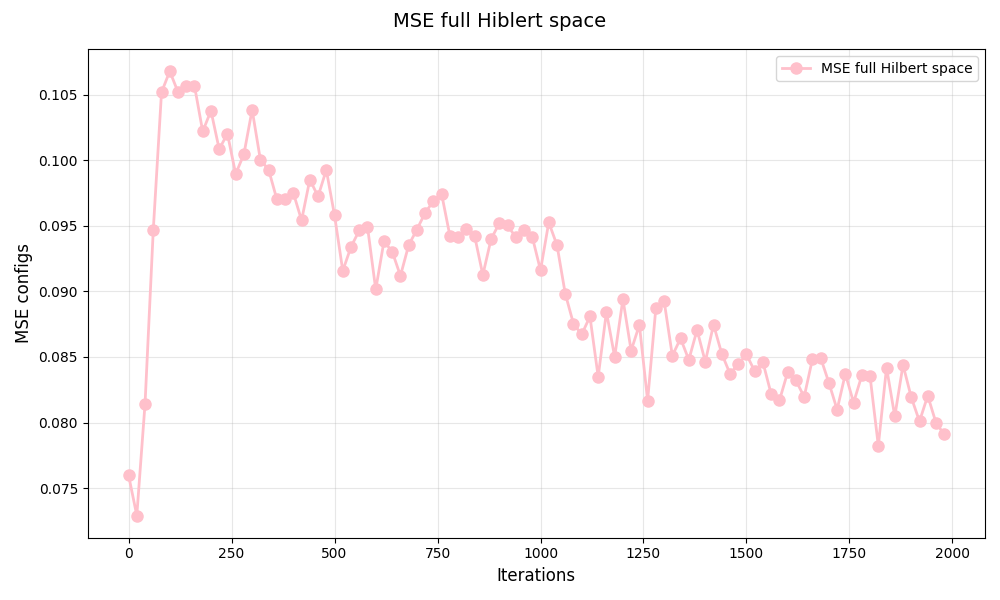 MSE full Hiblert space
MSE full Hilbert space
0.105
0.100
0.095
0.090
0.085
0.080
0.075
MSE configs
0 250 500 750 1000 1250 1500 1750 2000
Iterations